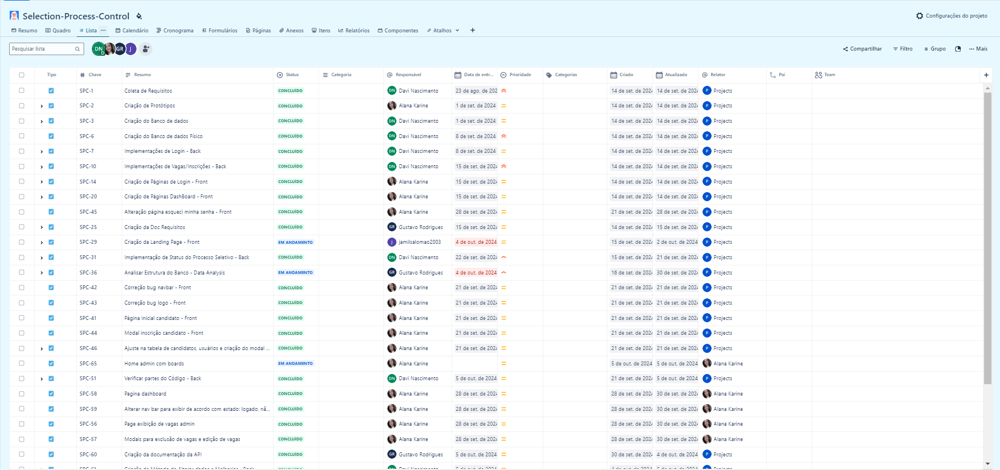 Selection-Process-Control
Configurações do projeto
Resumo Quadro Lista ··· Calendário Cronograma Formulários Páginas Anexos Itens Relatórios Componentes Atalhos +
Pesquisar lista DN D GR J Compartilhar Filtro Grupo ··· Mais
Tipo Chave Resumo Status Categoria Responsável Data de entr... Prioridade Categorias Criado Atualizado Relator Pai Team +
SPC-1 Coleta de Requisitos CONCLUÍDO DN Davi Nascimento 23 de ago. de 202 14 de set. de 2024 14 de set. de 2024 P Projects
SPC-2 Criação de Protótipos CONCLUÍDO Alana Karine 1 de set. de 2024 14 de set. de 2024 14 de set. de 2024 P Projects
SPC-3 Criação do Banco de dados CONCLUÍDO DN Davi Nascimento 1 de set. de 2024 14 de set. de 2024 14 de set. de 2024 P Projects
SPC-6 Criação do Banco de dados Físico CONCLUÍDO DN Davi Nascimento 8 de set. de 2024 14 de set. de 2024 14 de set. de 2024 P Projects
SPC-7 Implementações de Login - Back CONCLUÍDO DN Davi Nascimento 8 de set. de 2024 14 de set. de 2024 14 de set. de 2024 P Projects
SPC-10 Implementações de Vagas/Inscrições - Back CONCLUÍDO DN Davi Nascimento 15 de set. de 2024 14 de set. de 2024 14 de set. de 2024 P Projects
SPC-14 Criação de Páginas de Login - Front CONCLUÍDO Alana Karine 15 de set. de 2024 14 de set. de 2024 14 de set. de 2024 P Projects
SPC-20 Criação de Páginas DashBoard - Front CONCLUÍDO Alana Karine 15 de set. de 2024 14 de set. de 2024 14 de set. de 2024 P Projects
SPC-45 Alteração página esqueci minha senha - Front CONCLUÍDO Alana Karine 28 de set. de 2024 21 de set. de 2024 28 de set. de 2024 P Projects
SPC-25 Criação da Doc Requisitos CONCLUÍDO GR Gustavo Rodrigues 15 de set. de 2024 14 de set. de 2024 15 de set. de 2024 P Projects
SPC-29 Criação da Landing Page - Front EM ANDAMENTO J jamilsalomao2003 4 de out. de 2024 15 de set. de 2024 2 de out. de 2024 P Projects
SPC-31 Implementação de Status do Processo Seletivo - Back CONCLUÍDO DN Davi Nascimento 22 de set. de 2024 15 de set. de 2024 21 de set. de 2024 P Projects
SPC-36 Analisar Estrutura do Banco - Data Analysis EM ANDAMENTO GR Gustavo Rodrigues 4 de out. de 2024 16 de set. de 2024 30 de set. de 2024 P Projects
SPC-42 Correção bug navbar - Front CONCLUÍDO Alana Karine 21 de set. de 2024 21 de set. de 2024 21 de set. de 2024 P Projects
SPC-43 Correção bug logo - Front CONCLUÍDO Alana Karine 21 de set. de 2024 21 de set. de 2024 21 de set. de 2024 P Projects
SPC-41 Página inicial candidato - Front CONCLUÍDO Alana Karine 21 de set. de 2024 21 de set. de 2024 21 de set. de 2024 P Projects
SPC-44 Modal inscrição candidato - Front CONCLUÍDO Alana Karine 21 de set. de 2024 21 de set. de 2024 21 de set. de 2024 P Projects
SPC-46 Ajuste na tabela de candidatos, usuários e criação do modal ... CONCLUÍDO Alana Karine 21 de set. de 2024 21 de set. de 2024 21 de set. de 2024 P Projects
SPC-65 Home admin com boards EM ANDAMENTO Alana Karine 5 de out. de 2024 5 de out. de 2024 Alana Karine
SPC-51 Verificar partes do Código - Back CONCLUÍDO DN Davi Nascimento 5 de out. de 2024 21 de set. de 2024 5 de out. de 2024 P Projects
SPC-58 Pagina dashboard CONCLUÍDO Alana Karine 28 de set. de 2024 28 de set. de 2024 30 de set. de 2024 Alana Karine
SPC-59 Alterar nav bar para exibir de acordo com estado: logado, nã... CONCLUÍDO Alana Karine 28 de set. de 2024 28 de set. de 2024 30 de set. de 2024 Alana Karine
SPC-56 Page exibição de vagas admin CONCLUÍDO Alana Karine 28 de set. de 2024 28 de set. de 2024 30 de set. de 2024 Alana Karine
SPC-57 Modais para exclusão de vagas e edição de vagas CONCLUÍDO Alana Karine 28 de set. de 2024 28 de set. de 2024 30 de set. de 2024 Alana Karine
SPC-60 Criação da documentação da API CONCLUÍDO GR Gustavo Rodrigues 5 de out. de 2024 30 de set. de 2024 4 de out. de 2024 P Projects